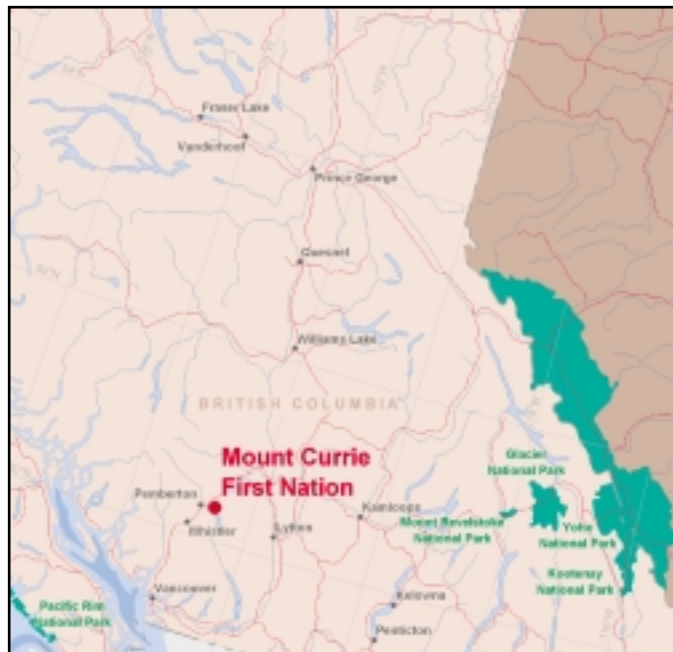 Fraser Lake
Vanderhoof
Prince George
Quesnel
Williams Lake
BRITISH COLUMBIA
Mount Currie
First Nation
Glacier
National Park
Pemberton
Whistler
Lytton
Kamloops
Mount Revelstoke
National Park
Yoho
National Park
Kootenay
National Park
Vancouver
Kelowna
Pacific Rim
National Park
Penticton